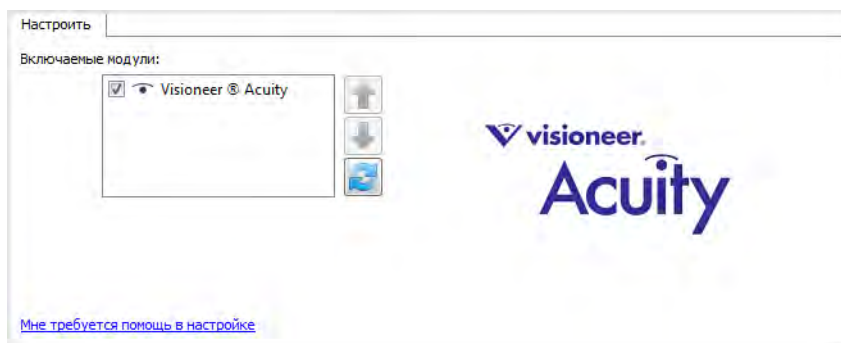 Настроить
Включаемые модули:
Visioneer ® Acuity
visioneer.
Acuity
Мне требуется помощь в настройке